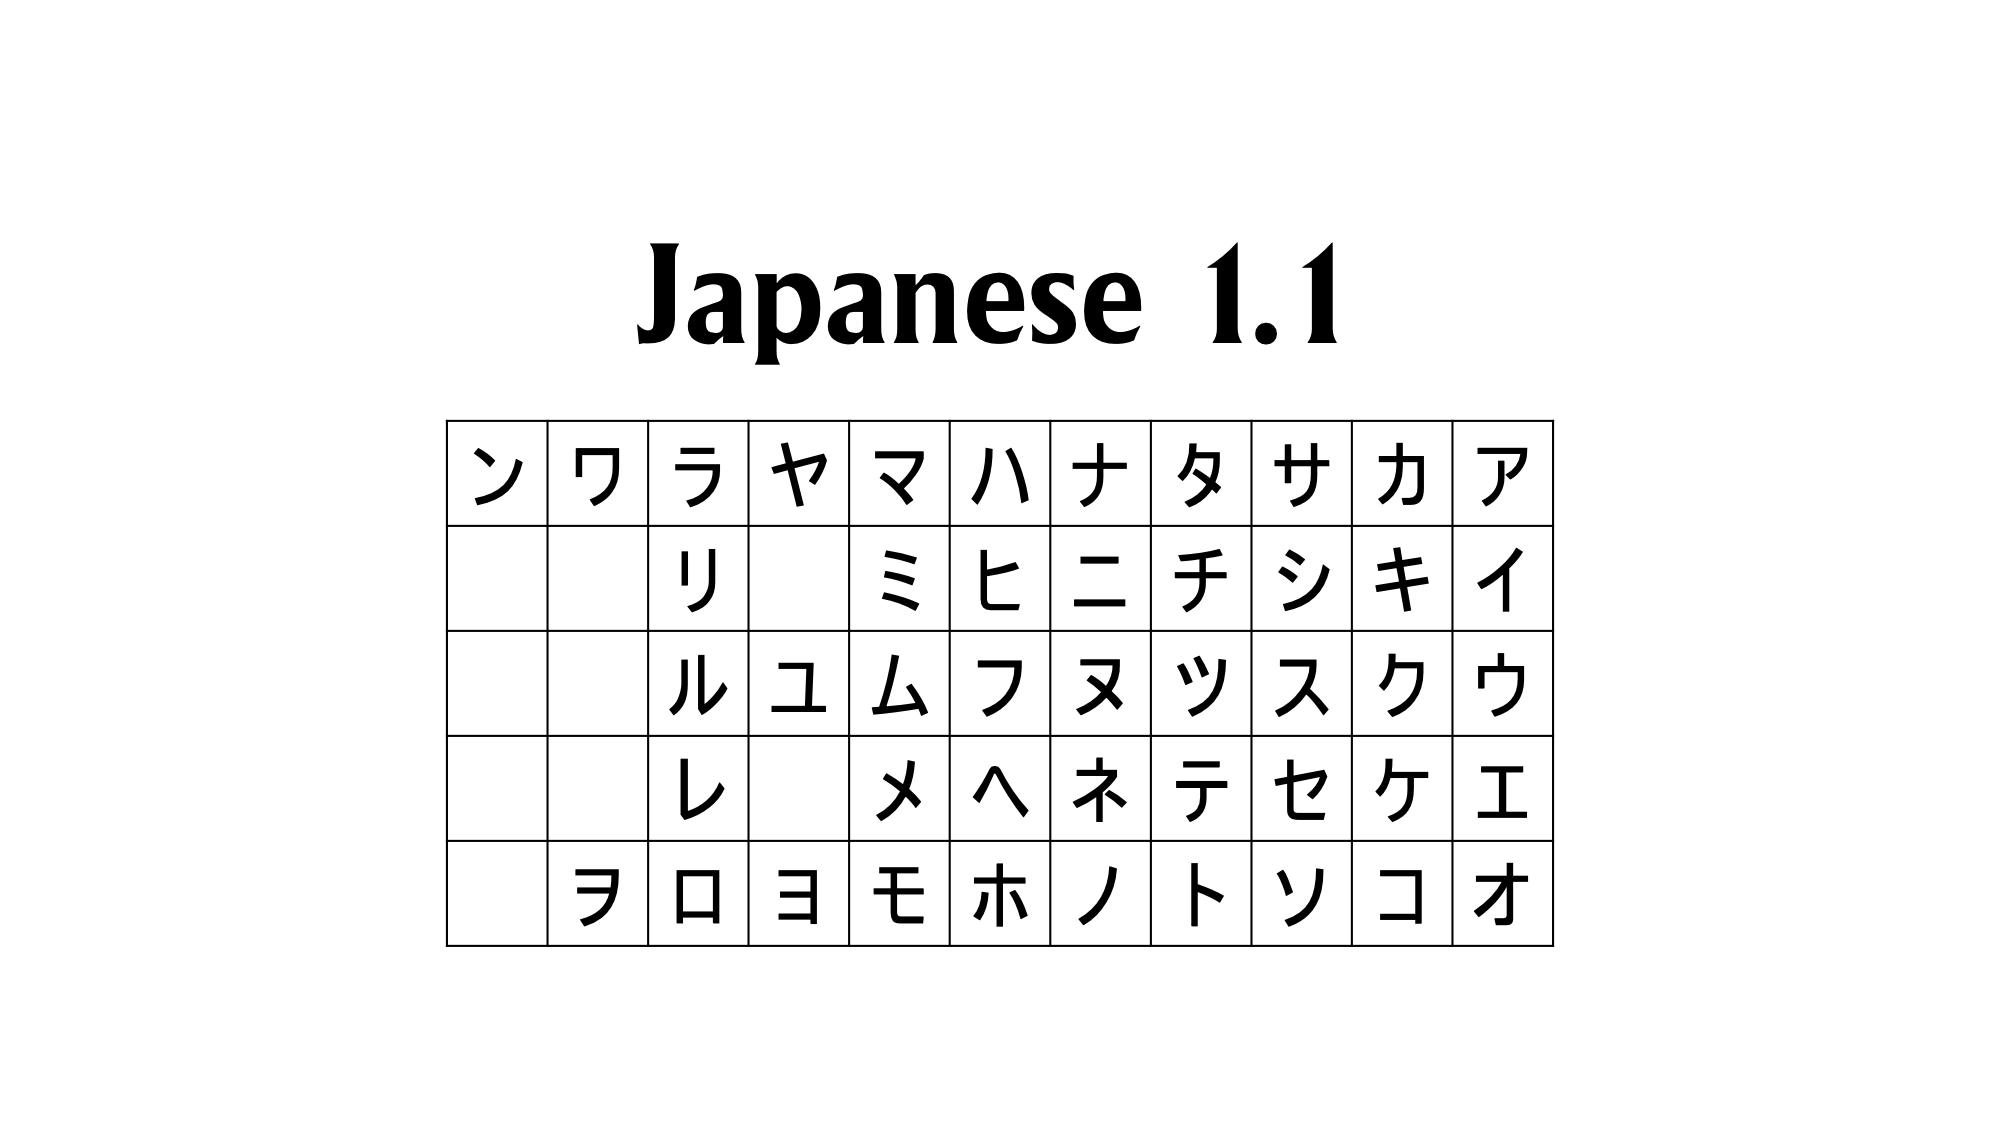 Japanese 1.1
ン ワ ラ ヤ マ ハ ナ タ サ カ ア
リ ミ ヒ ニ チ シ キ イ
ル ユ ム フ ヌ ツ ス ク ウ
レ メ ヘ ネ テ セ ケ エ
ヲ ロ ヨ モ ホ ノ ト ソ コ オ